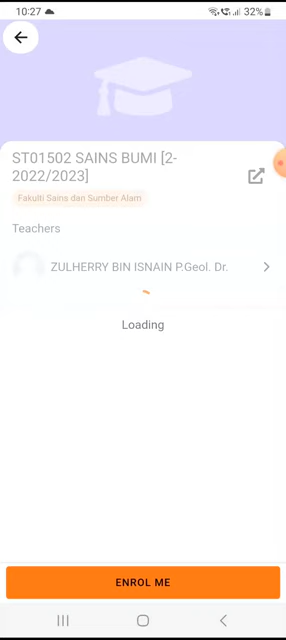 10:27
32%
ST01502 SAINS BUMI [2-
2022/2023]
Fakulti Sains dan Sumber Alam
Teachers
ZULHERRY BIN ISNAIN P.Geol. Dr.
Loading
ENROL ME